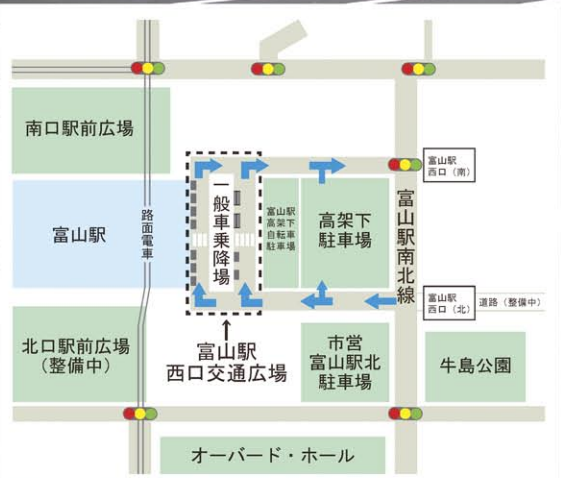 南口駅前広場
富山駅
路面電車
一般車乗降場
富山駅
高架下
自転車
駐車場
高架下
駐車場
富山駅南北線
富山駅
西口（南）
富山駅
西口（北）
道路（整備中）
北口駅前広場
（整備中）
富山駅
西口交通広場
市営
富山駅北
駐車場
牛島公園
オーバード・ホール